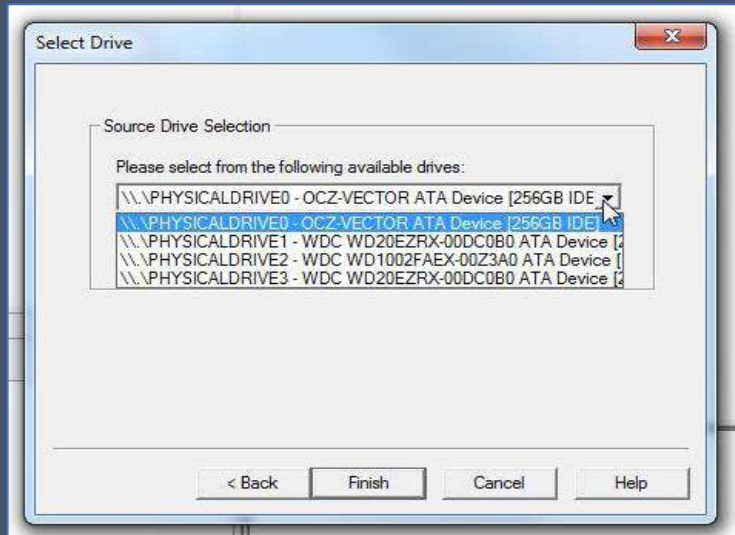 Select Drive
Source Drive Selection
Please select from the following available drives:
\\.\PHYSICALDRIVE0 - OCZ-VECTOR ATA Device [256GB IDE
\\.\PHYSICALDRIVE0 - OCZ-VECTOR ATA Device [256GB IDE]
\\.\PHYSICALDRIVE1 - WDC WD20EZRX-00DC0B0 ATA Device [2
\\.\PHYSICALDRIVE2 - WDC WD1002FAEX-00Z3A0 ATA Device [
\\.\PHYSICALDRIVE3 - WDC WD20EZRX-00DC0B0 ATA Device [2
< Back Finish Cancel Help